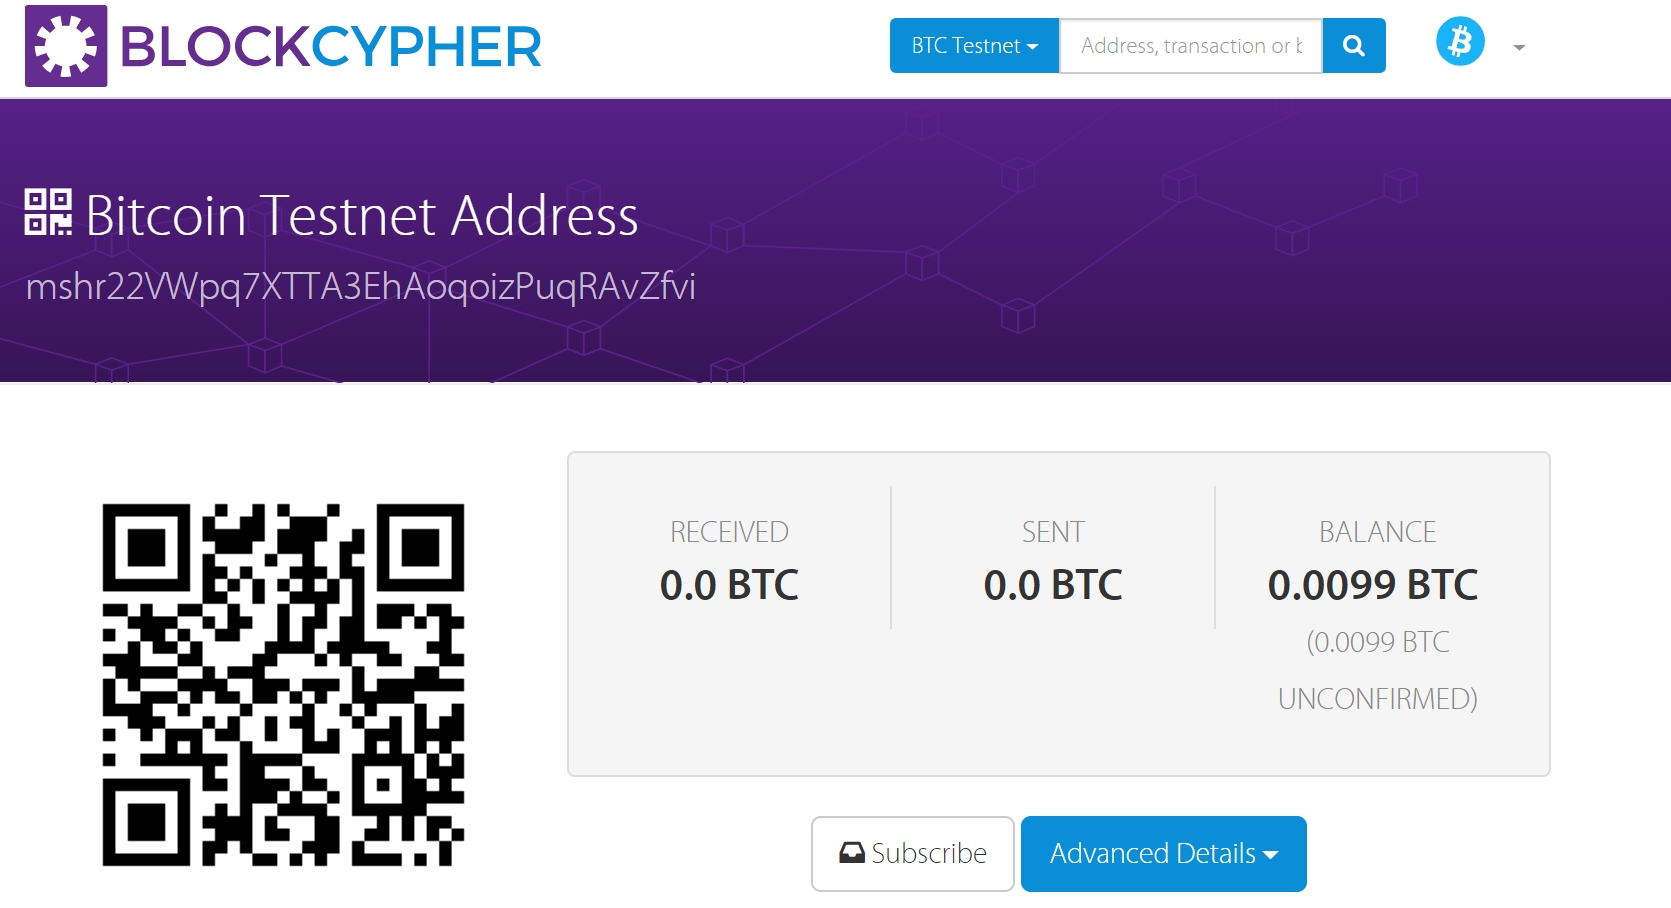 BLOCKCYPHER
BTC Testnet
Address, transaction or b
Bitcoin Testnet Address
mshr22VWpq7XTTA3EhAoqoizPuqRAvZfvi
RECEIVED
0.0 BTC
SENT
0.0 BTC
BALANCE
0.0099 BTC
(0.0099 BTC
UNCONFIRMED)
Subscribe
Advanced Details